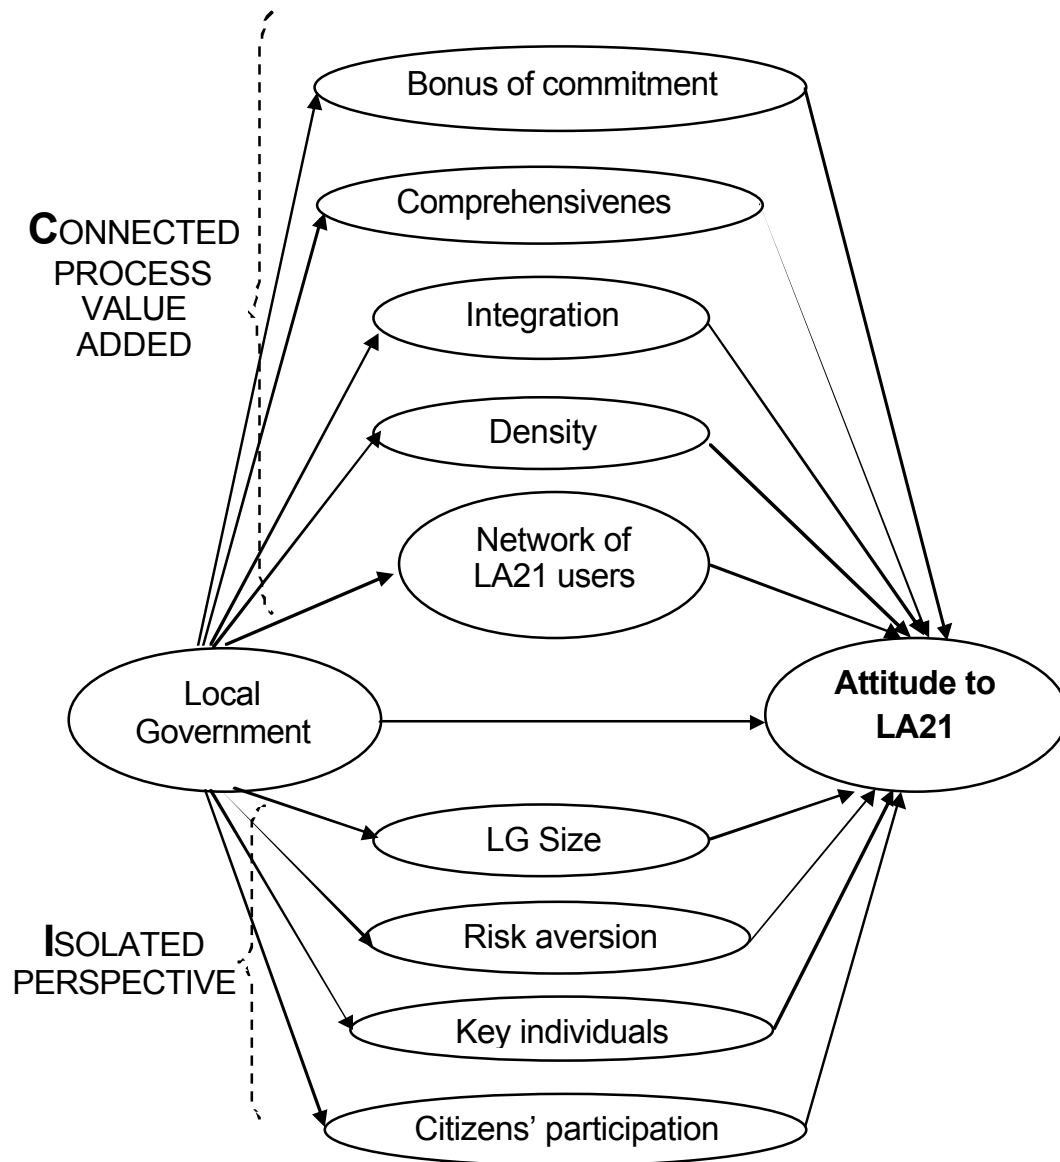 Bonus of commitment
Comprehensivenes
CONNECTED
PROCESS
VALUE
ADDED
Integration
Density
Network of
LA21 users
Local
Government
Attitude to
LA21
LG Size
Risk aversion
ISOLATED
PERSPECTIVE
Key individuals
Citizens’ participation